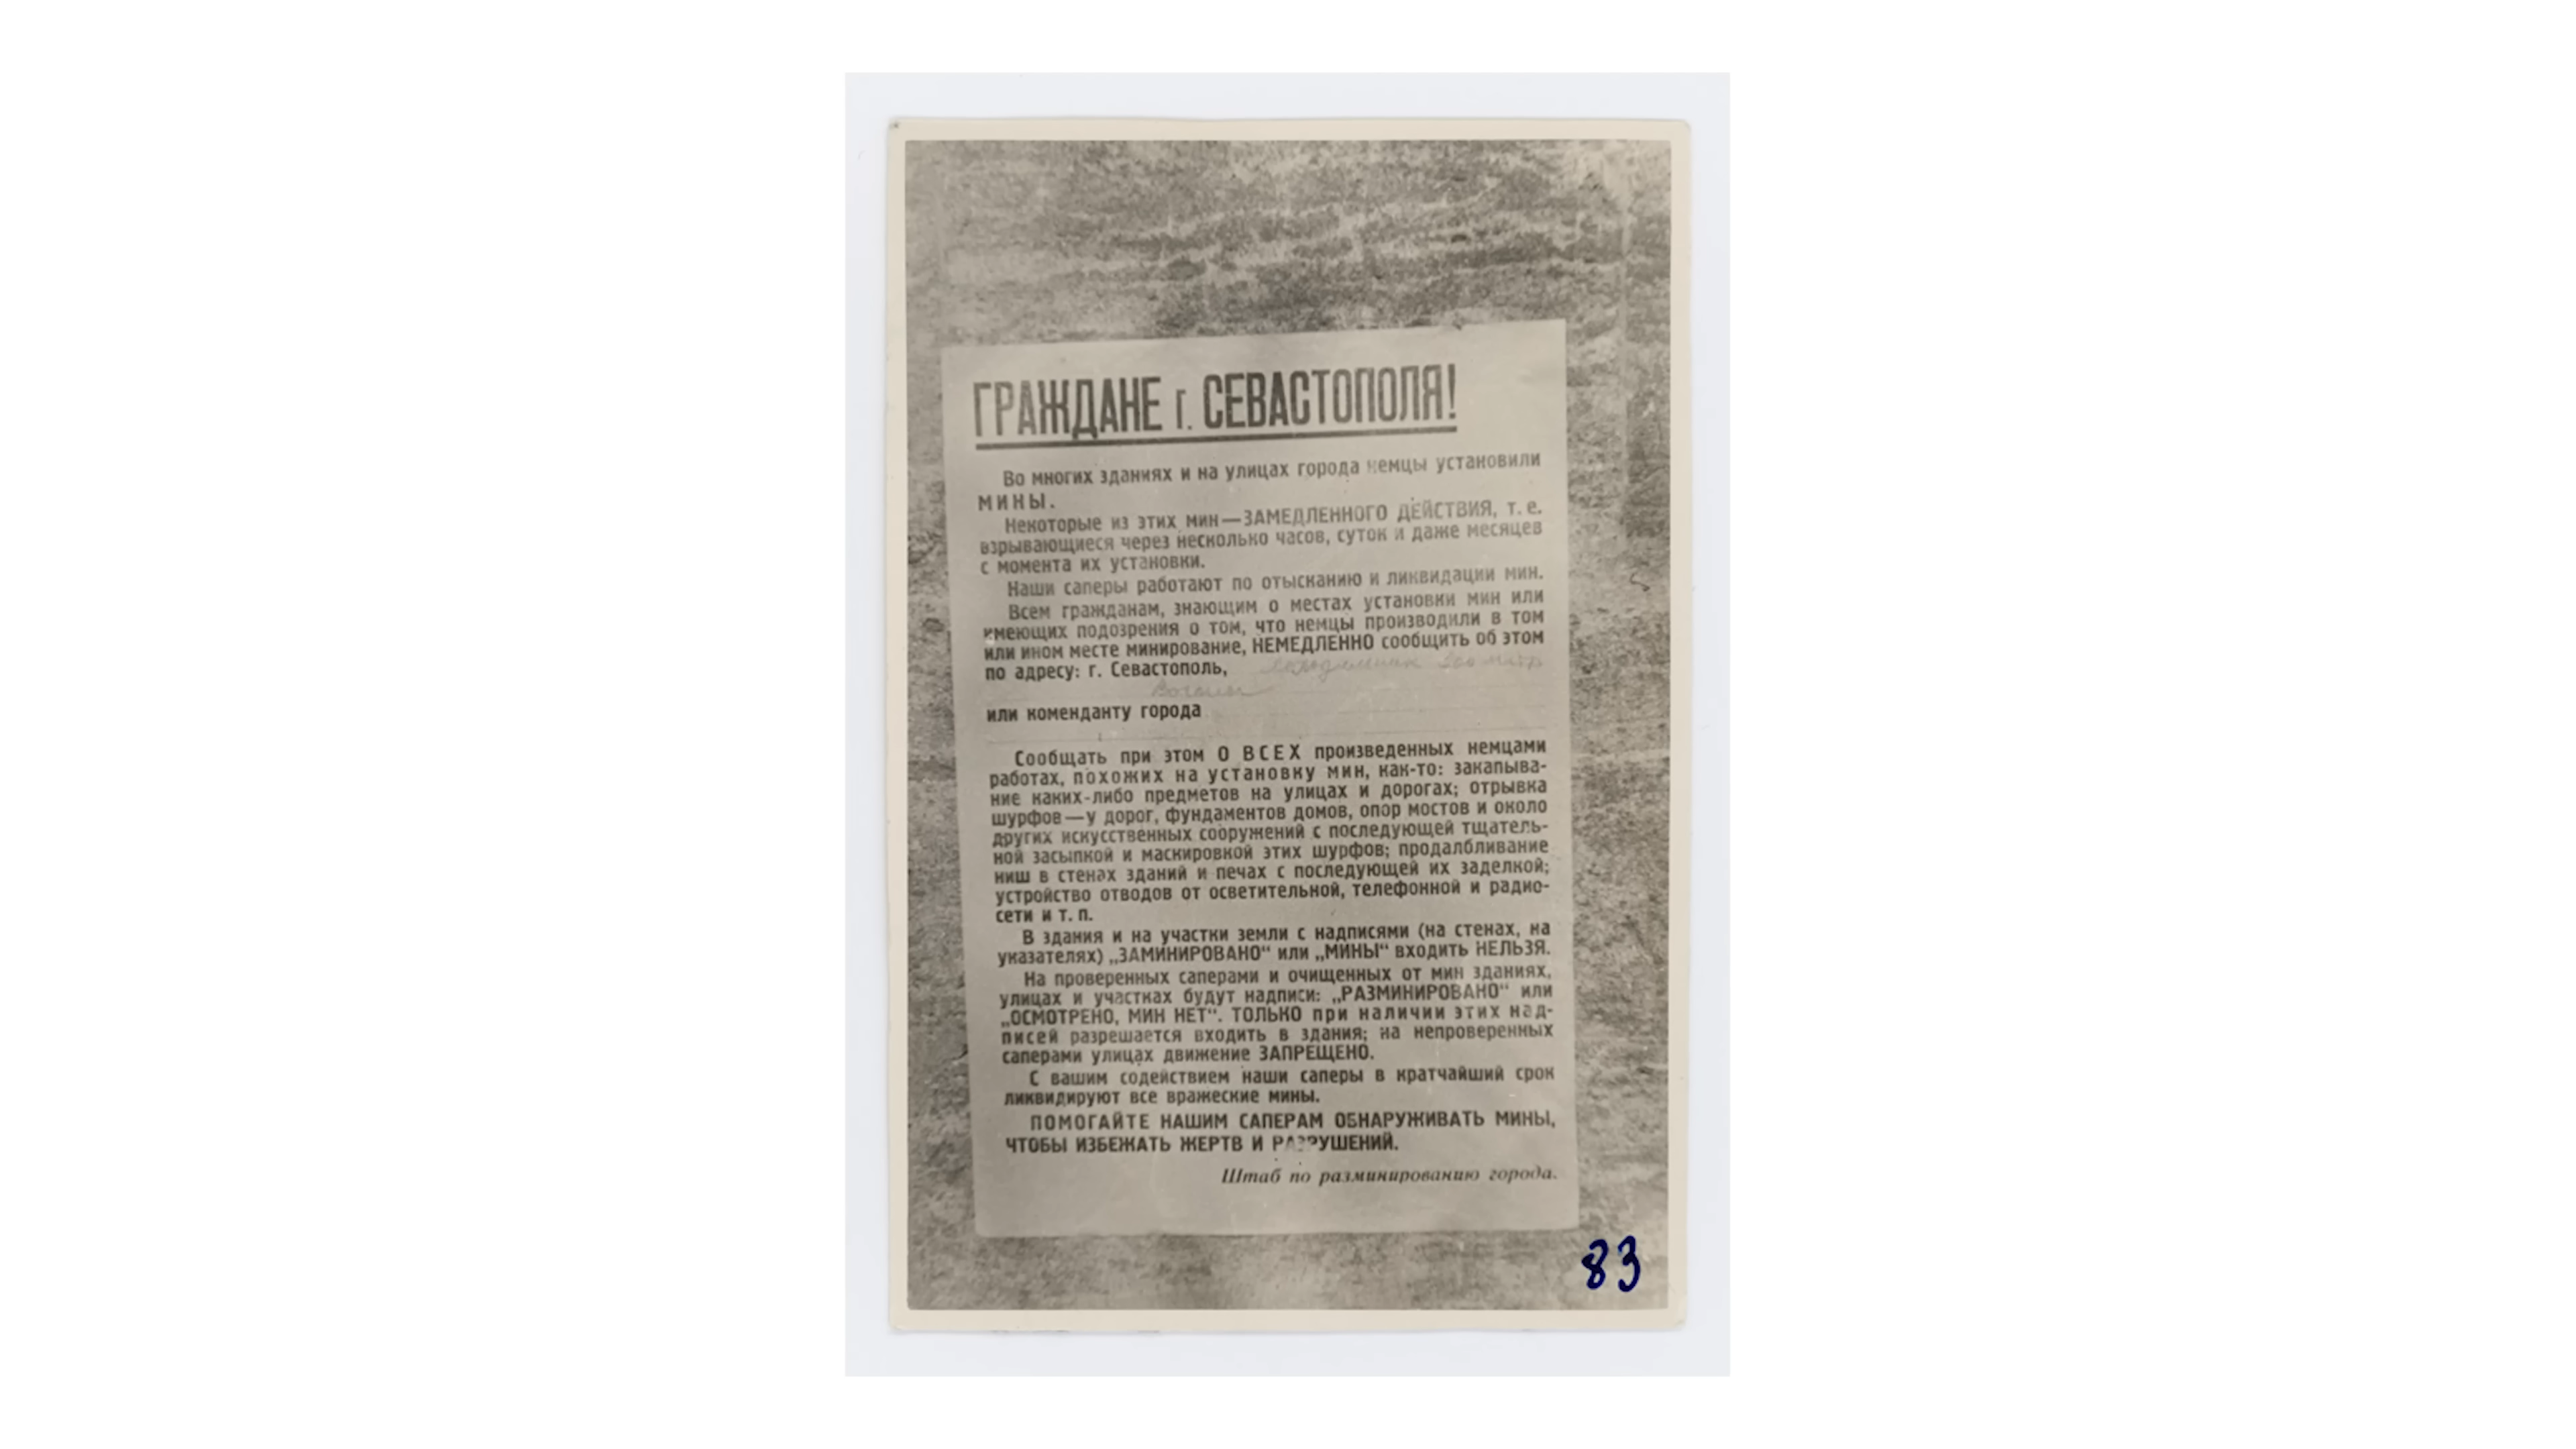 ГРАЖДАНЕ г. СЕВАСТОПОЛЯ!
Во многих зданиях и на улицах города немцы установили
МИНЫ.
Некоторые из этих мин—ЗАМЕДЛЕННОГО ДЕЙСТВИЯ, т. е.
взрывающиеся через несколько часов, суток и даже месяцев
с момента их установки.
Наши саперы работают по отысканию и ликвидации мин.
Всем гражданам, знающим о местах установки мин или
имеющих подозрения о том, что немцы производили в том
или ином месте минирование, НЕМЕДЛЕННО сообщить об этом
по адресу: г. Севастополь,
или коменданту города
Сообщать при этом О ВСЕХ произведенных немцами
работах, похожих на установку мин, как-то: закапыва-
ние каких-либо предметов на улицах и дорогах; отрывка
шурфов—у дорог, фундаментов домов, опор мостов и около
других искусственных сооружений с последующей тщатель-
ной засыпкой и маскировкой этих шурфов; продалбливание
ниш в стенах зданий и печах с последующей их заделкой;
устройство отводов от осветительной, телефонной и радио-
сети и т. п.
В здания и на участки земли с надписями (на стенах, на
указателях) „ЗАМИНИРОВАНО“ или „МИНЫ“ входить НЕЛЬЗЯ.
На проверенных саперами и очищенных от мин зданиях,
улицах и участках будут надписи: „РАЗМИНИРОВАНО“ или
„ОСМОТРЕНО, МИН НЕТ“. ТОЛЬКО при наличии этих над-
писей разрешается входить в здания; на непроверенных
саперами улицах движение ЗАПРЕЩЕНО.
С вашим содействием наши саперы в кратчайший срок
ликвидируют все вражеские мины.
ПОМОГАЙТЕ НАШИМ САПЕРАМ ОБНАРУЖИВАТЬ МИНЫ,
ЧТОБЫ ИЗБЕЖАТЬ ЖЕРТВ И РАЗРУШЕНИЙ.
Штаб по разминированию города.
83